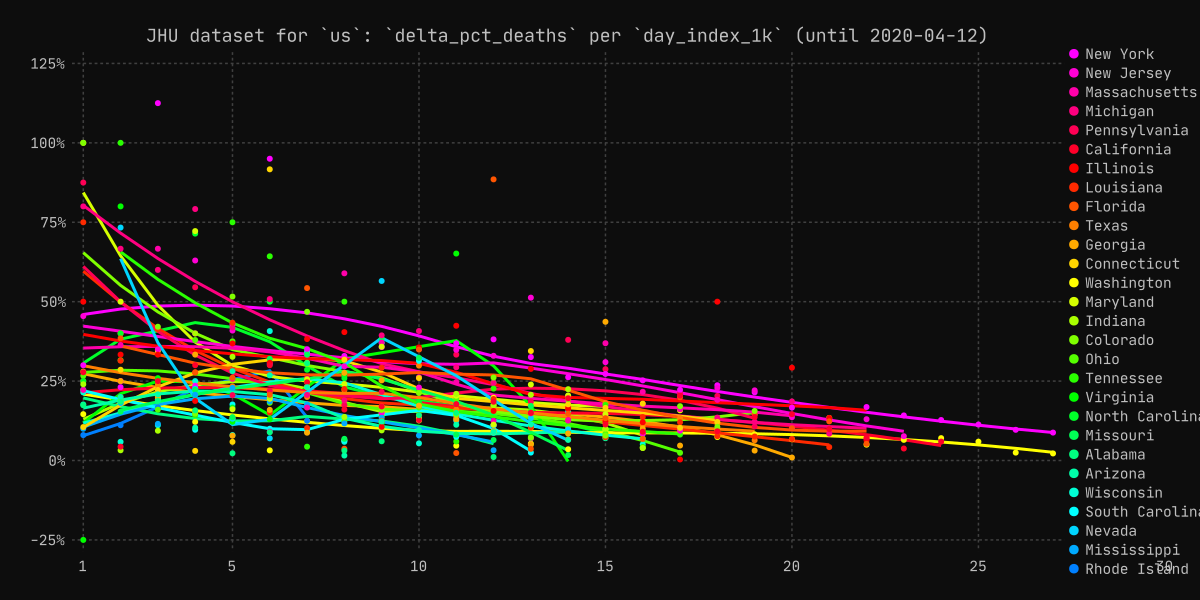 JHU dataset for `us`: `delta_pct_deaths` per `day_index_1k` (until 2020-04-12)
125%
100%
75%
50%
25%
0%
-25%
1 5 10 15 20 25 30
New York
New Jersey
Massachusetts
Michigan
Pennsylvania
California
Illinois
Louisiana
Florida
Texas
Georgia
Connecticut
Washington
Maryland
Indiana
Colorado
Ohio
Tennessee
Virginia
North Carolina
Missouri
Alabama
Arizona
Wisconsin
South Carolina
Nevada
Mississippi
Rhode Island